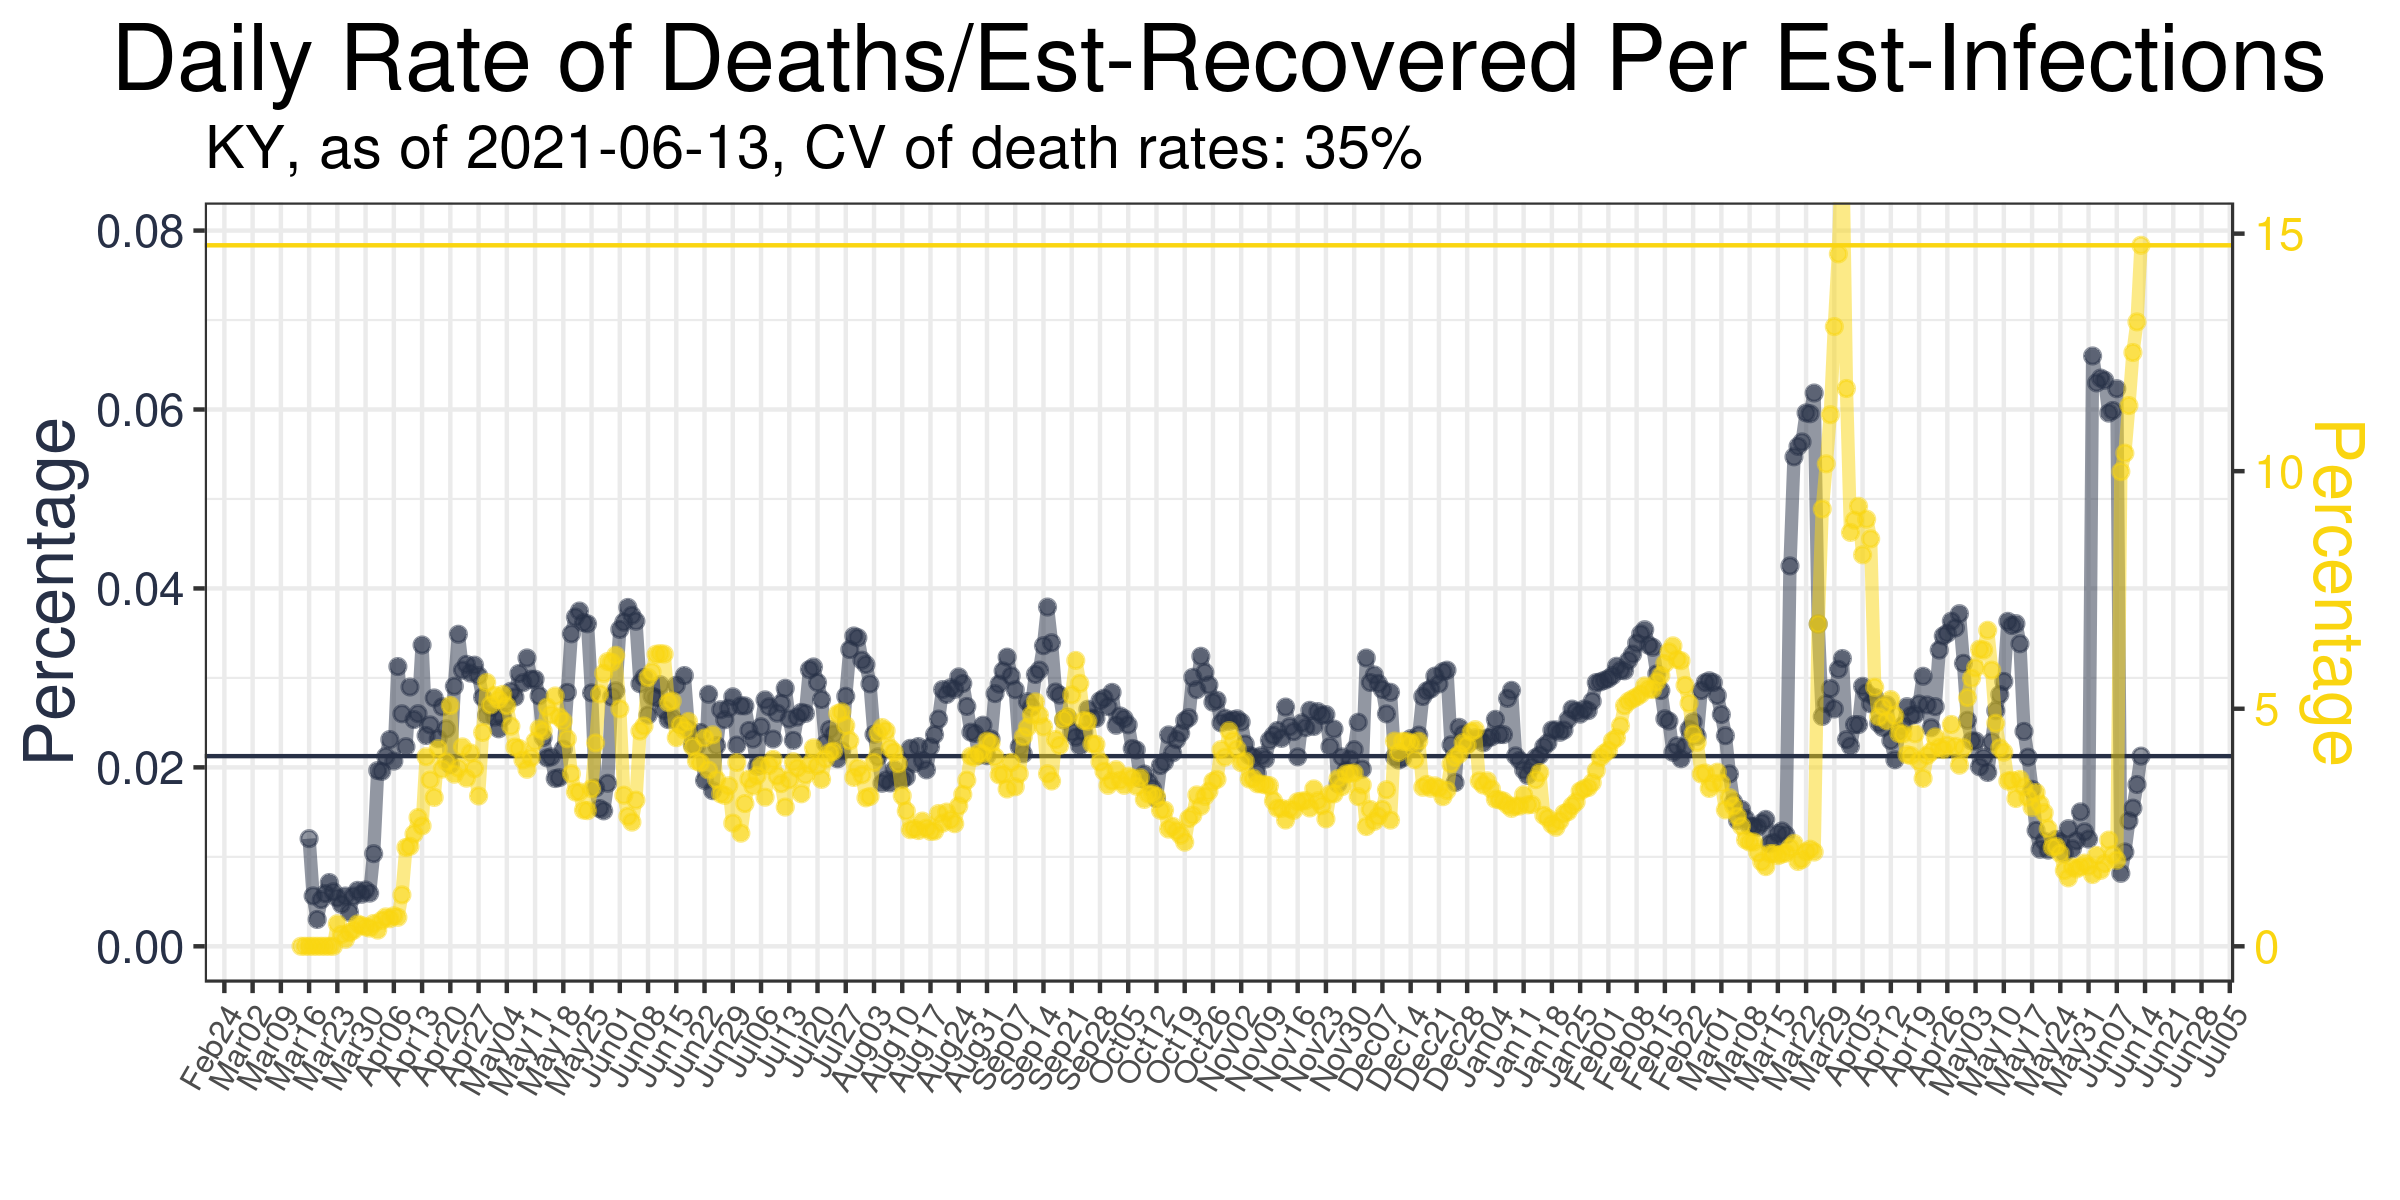 Daily Rate of Deaths/Est-Recovered Per Est-Infections
KY, as of 2021-06-13, CV of death rates: 35%
Percentage
0.08
0.06
0.04
0.02
0.00
15
10
5
0
Percentage
Feb24
Mar02
Mar09
Mar16
Mar23
Mar30
Apr06
Apr13
Apr20
Apr27
May04
May11
May18
May25
Jun01
Jun08
Jun15
Jun22
Jun29
Jul06
Jul13
Jul20
Jul27
Aug03
Aug10
Aug17
Aug24
Aug31
Sep07
Sep14
Sep21
Sep28
Oct05
Oct12
Oct19
Oct26
Nov02
Nov09
Nov16
Nov23
Nov30
Dec07
Dec14
Dec21
Dec28
Jan04
Jan11
Jan18
Jan25
Feb01
Feb08
Feb15
Feb22
Mar01
Mar08
Mar15
Mar22
Mar29
Apr05
Apr12
Apr19
Apr26
May03
May10
May17
May24
May31
Jun07
Jun14
Jun21
Jun28
Jul05